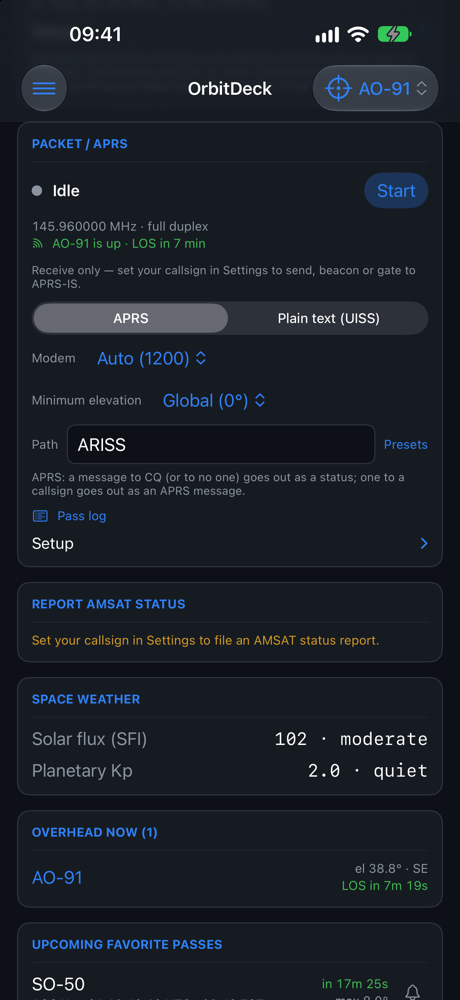 09:41
OrbitDeck
AO-91
PACKET / APRS
Idle
Start
145.960000 MHz · full duplex
AO-91 is up · LOS in 7 min
Receive only — set your callsign in Settings to send, beacon or gate to
APRS-IS.
APRS
Plain text (UISS)
Modem Auto (1200)
Minimum elevation Global (0°)
Path ARISS Presets
APRS: a message to CQ (or to no one) goes out as a status; one to a
callsign goes out as an APRS message.
Pass log
Setup
REPORT AMSAT STATUS
Set your callsign in Settings to file an AMSAT status report.
SPACE WEATHER
Solar flux (SFI) 102 · moderate
Planetary Kp 2.0 · quiet
OVERHEAD NOW (1)
AO-91
el 38.8° · SE
LOS in 7m 19s
UPCOMING FAVORITE PASSES
SO-50
in 17m 25s